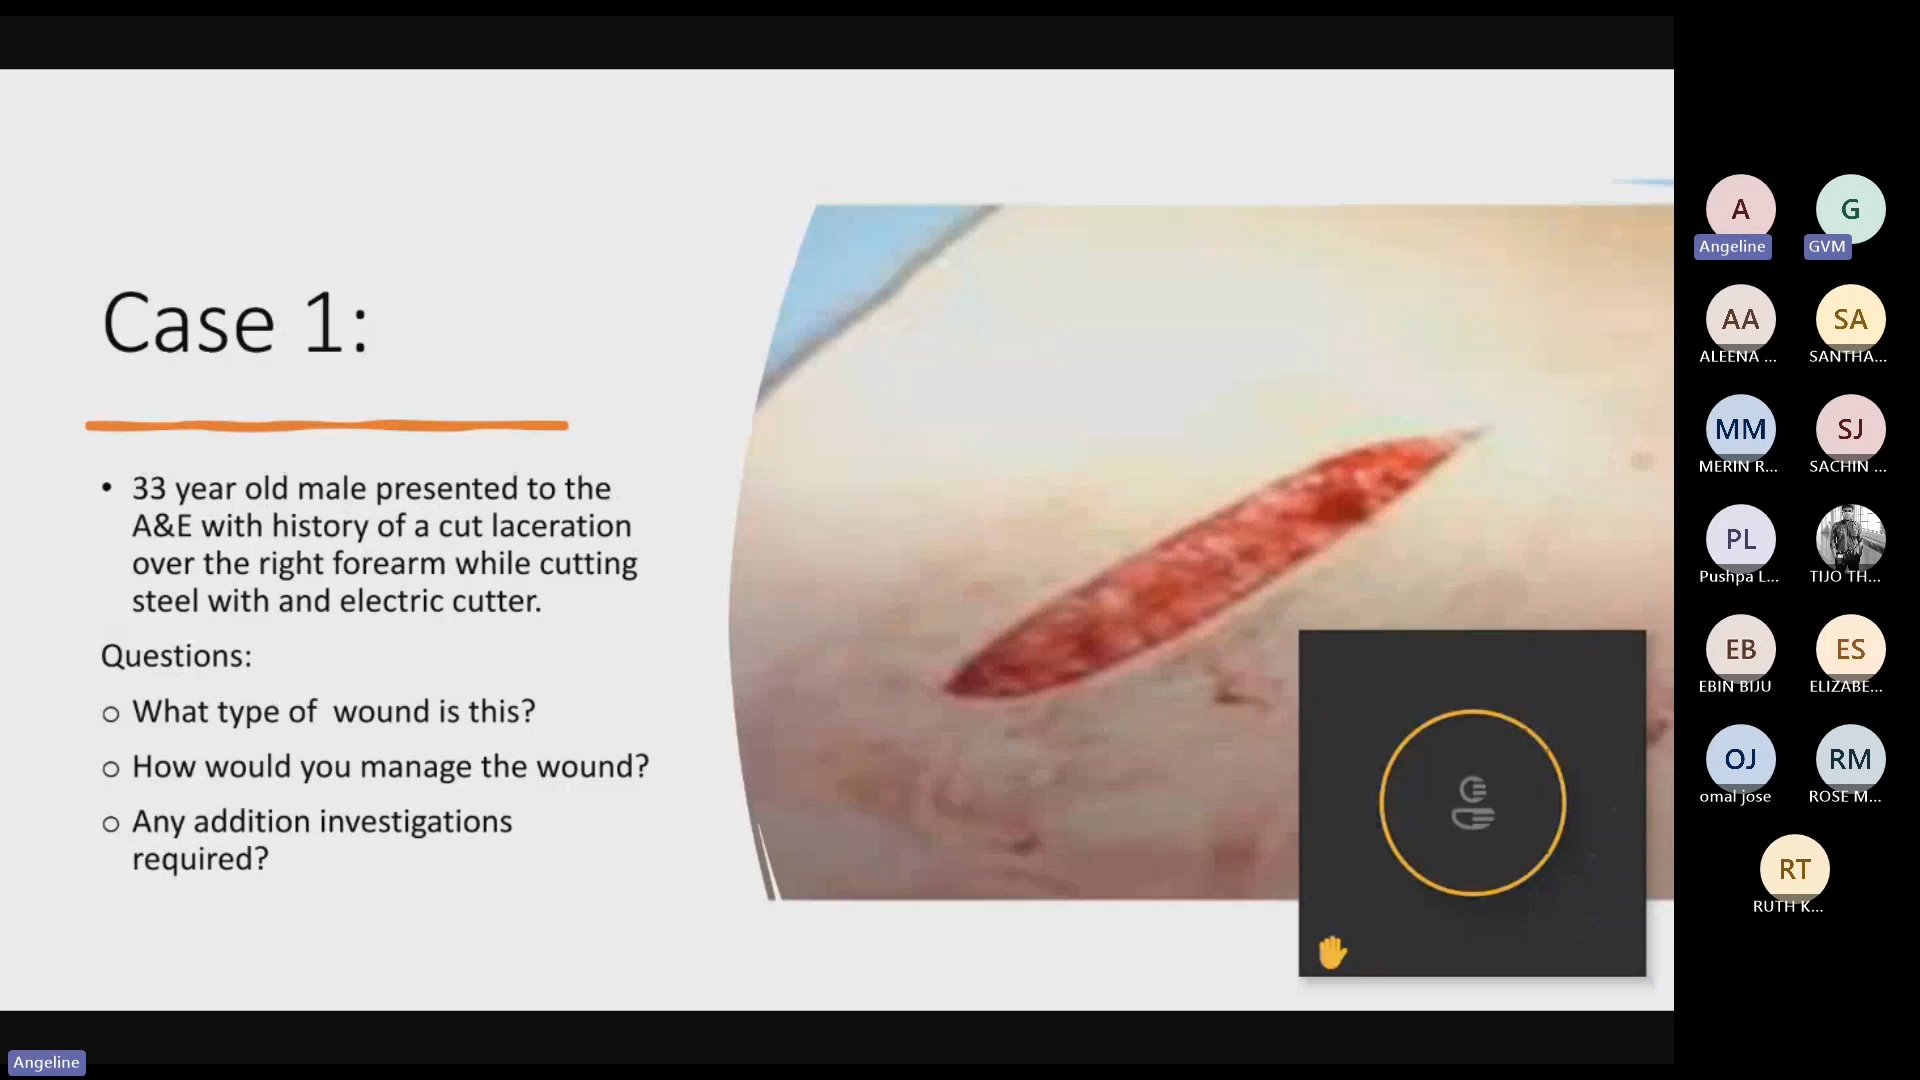 Case 1:
• 33 year old male presented to the
A&E with history of a cut laceration
over the right forearm while cutting
steel with and electric cutter.
Questions:
o What type of  wound is this?
o How would you manage the wound?
o Any addition investigations
required?
A
G
Angeline
GVM
AA
SA
ALEENA ...
SANTHA...
MM
SJ
MERIN R...
SACHIN ...
PL
Pushpa L...
TIJO TH...
EB
ES
EBIN BIJU
ELIZABE...
OJ
RM
omal jose
ROSE M...
RT
RUTH K...
Angeline